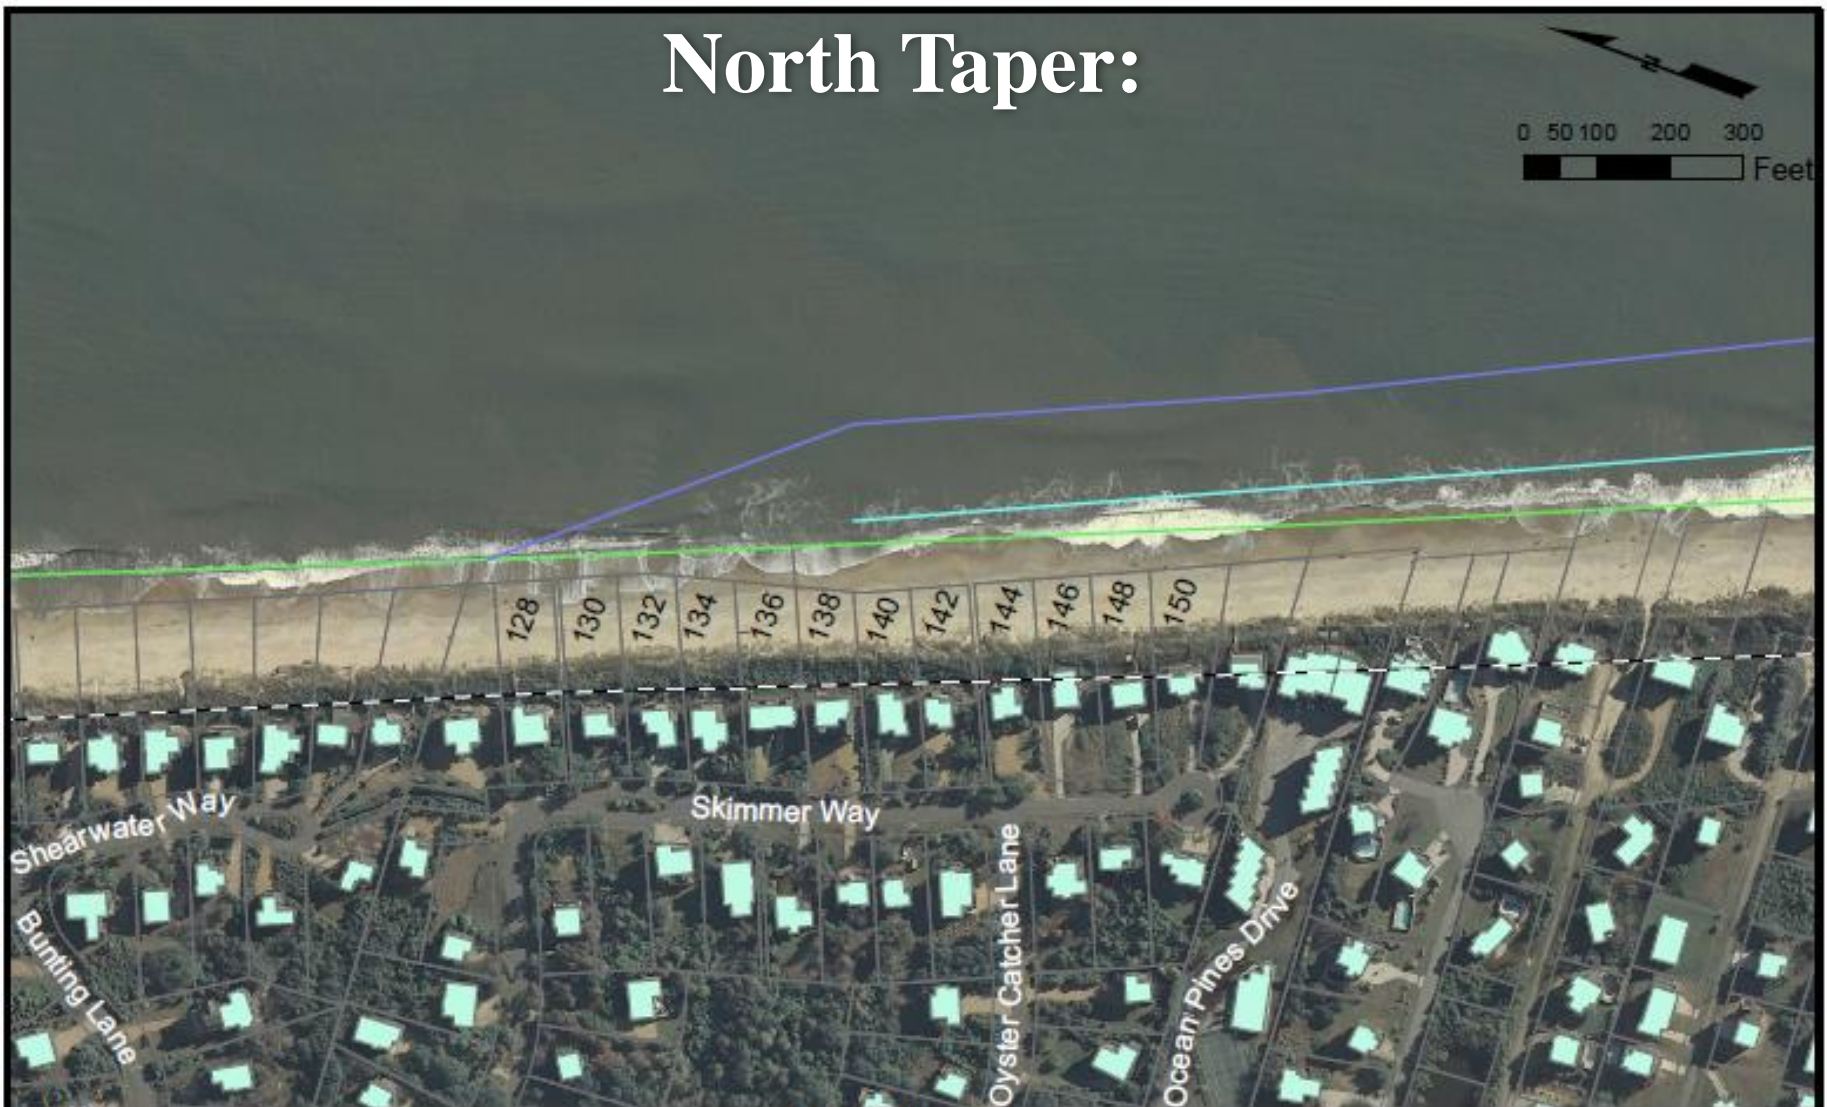 North Taper:
N
0 50 100 200 300
Feet
128 130 132 134 136 138 140 142 144 146 148 150
Shearwater Way
Skimmer Way
Bunting Lane
Oyster Catcher Lane
Ocean Pines Drive